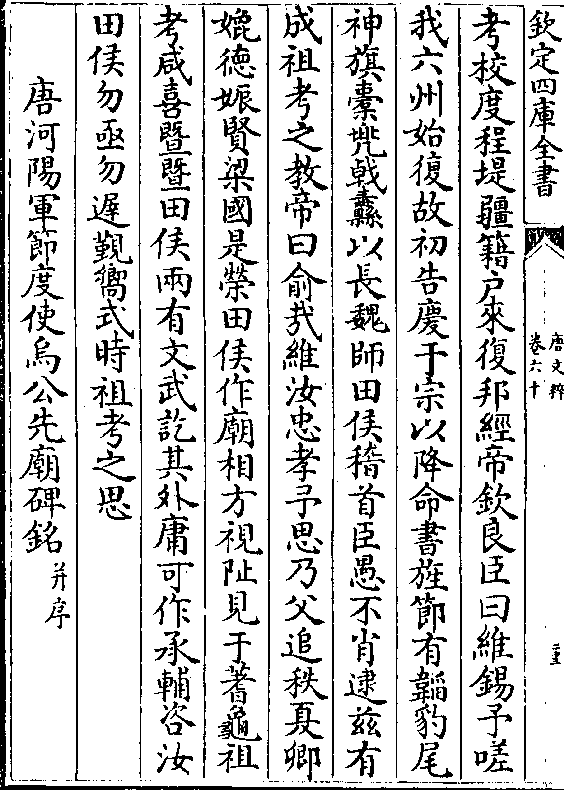 欽定四庫全書
唐文粹
卷六十
考校度程堤疆籍户來復邦經帝欽良臣曰維錫予嗟
我六州始復故初告慶于宗以降命書旌節有韜豹尾
神旗櫜兠戟纛以長魏師田侯稽首臣愚不肖逮兹有
成祖考之教帝曰俞㢤維汝忠孝予思乃父追秩夏卿
媲德娠賢梁國是榮田侯作廟相方視阯見于蓍龜祖
考咸喜暨暨田侯兩有文武訖其外庸可作承輔咨汝
田侯勿亟勿遲覲嚮式時祖考之思
唐河陽軍節度使烏公先廟碑銘并序